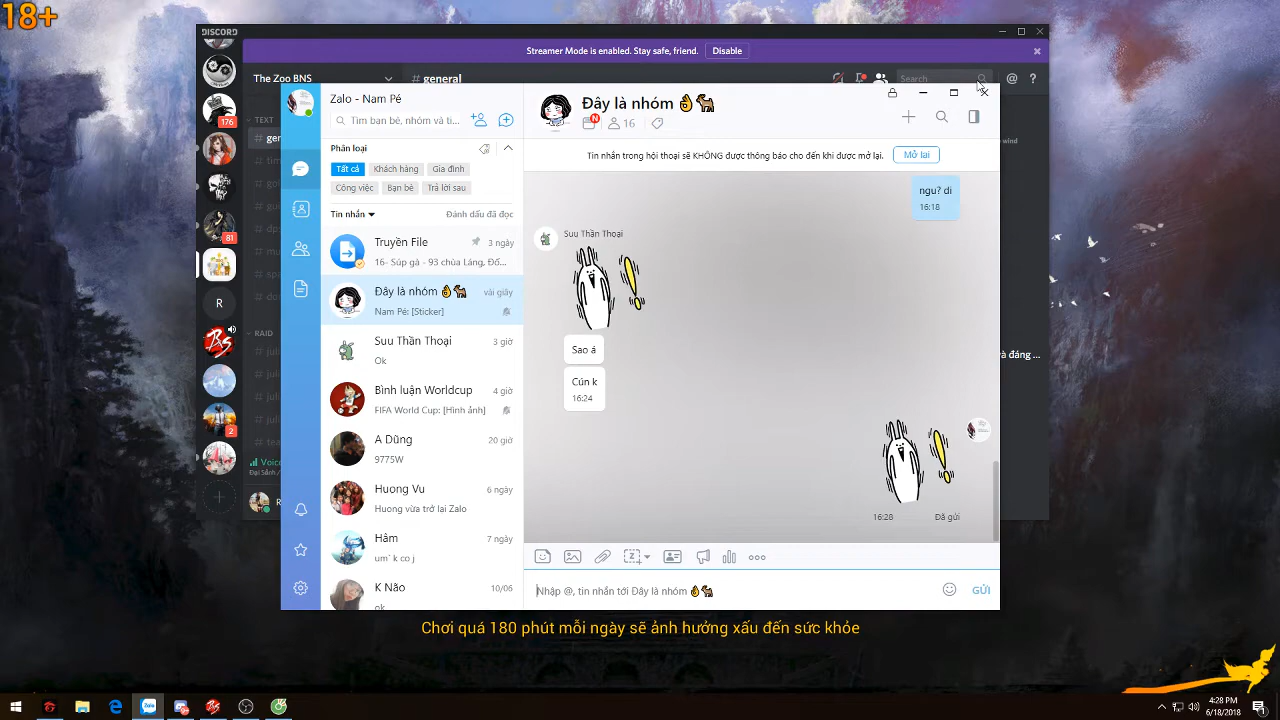 18+
DISCORD
Streamer Mode is enabled. Stay safe, friend.
Disable
The Zoo BNS
# general
Search
TEXT
176
81
R
RAID
2
Zalo - Nam Pé
Tìm bạn bè, nhóm và ti...
Phân loại
Tất cả
Khách hàng
Gia đình
Công việc
Bạn bè
Trả lời sau
Tin nhắn
Đánh dấu đã đọc
Truyện File
3 ngày
16- Súp gà - 93 chùa Láng, Đố...
Đây là nhóm 👌🐕
vài giây
Nam Pé: [Sticker]
Suu Thần Thoại
3 giờ
Ok
Bình luận Worldcup
4 giờ
FIFA World Cup: [Hình ảnh]
A Dũng
20 giờ
9775W
Huong Vu
6 ngày
Huong vừa trở lại Zalo
Hâm
7 ngày
um` k co j
K Não
10/06
ok
Đây là nhóm 👌🐕
N
16
Tin nhắn trong hội thoại sẽ KHÔNG được thông báo cho đến khi được mở lại.
Mở lại
ngu? di
16:18
Suu Thần Thoại
Sao á
Cún k
16:24
16:28
Đã gửi
Nhập @, tin nhắn tới Đây là nhóm 👌🐕
GỬI
wind
à đáng ...
Chơi quá 180 phút mỗi ngày sẽ ảnh hưởng xấu đến sức khỏe
Zalo
4:28 PM
6/18/2018